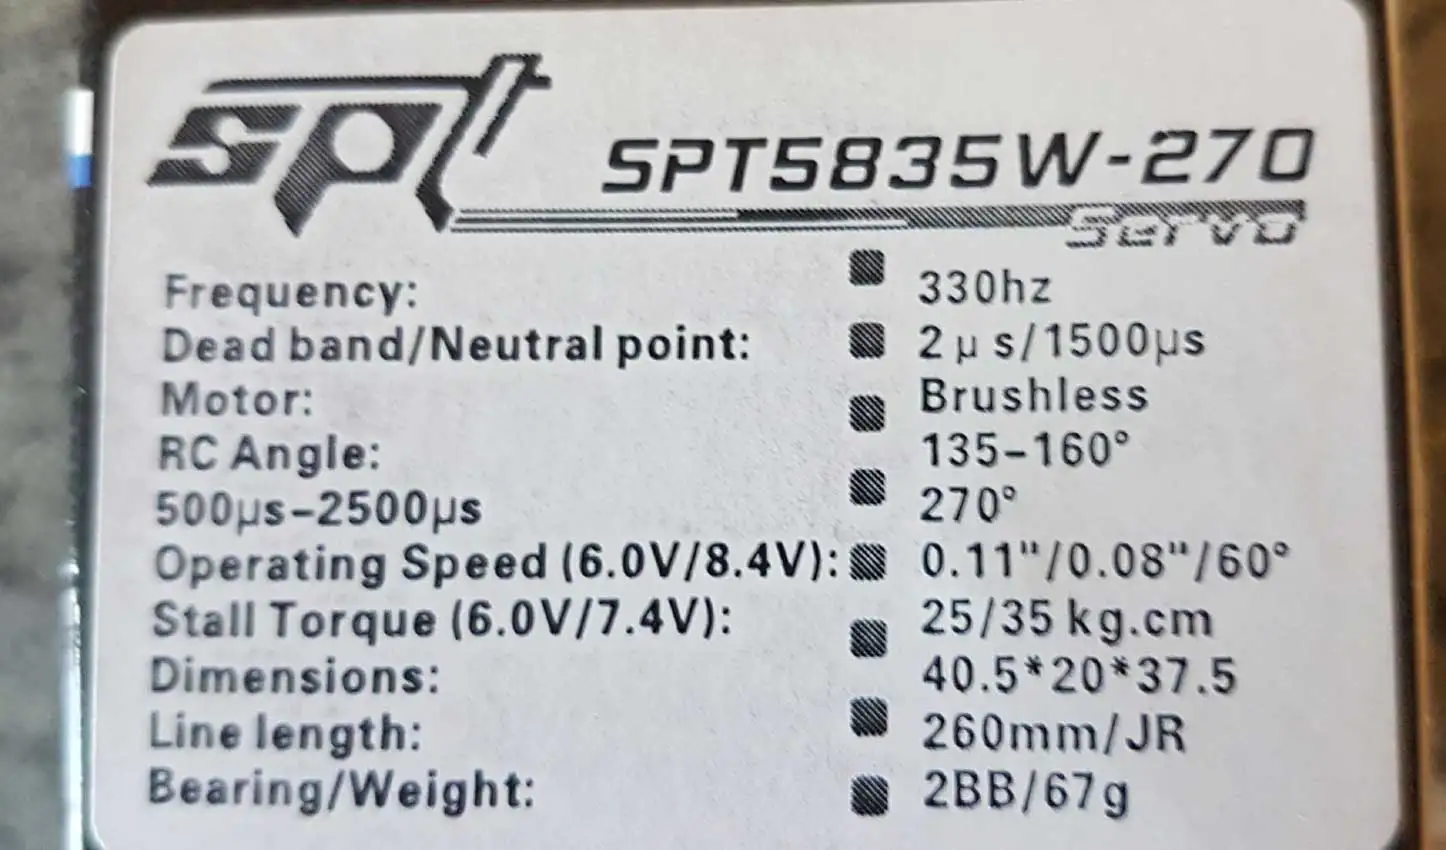 spt
SPT5835W-270
Servo
Frequency: 330hz
Dead band/Neutral point: 2μs/1500μs
Motor: Brushless
RC Angle: 135-160°
500μs-2500μs 270°
Operating Speed (6.0V/8.4V): 0.11"/0.08"/60°
Stall Torque (6.0V/7.4V): 25/35 kg.cm
Dimensions: 40.5*20*37.5
Line length: 260mm/JR
Bearing/Weight: 2BB/67g